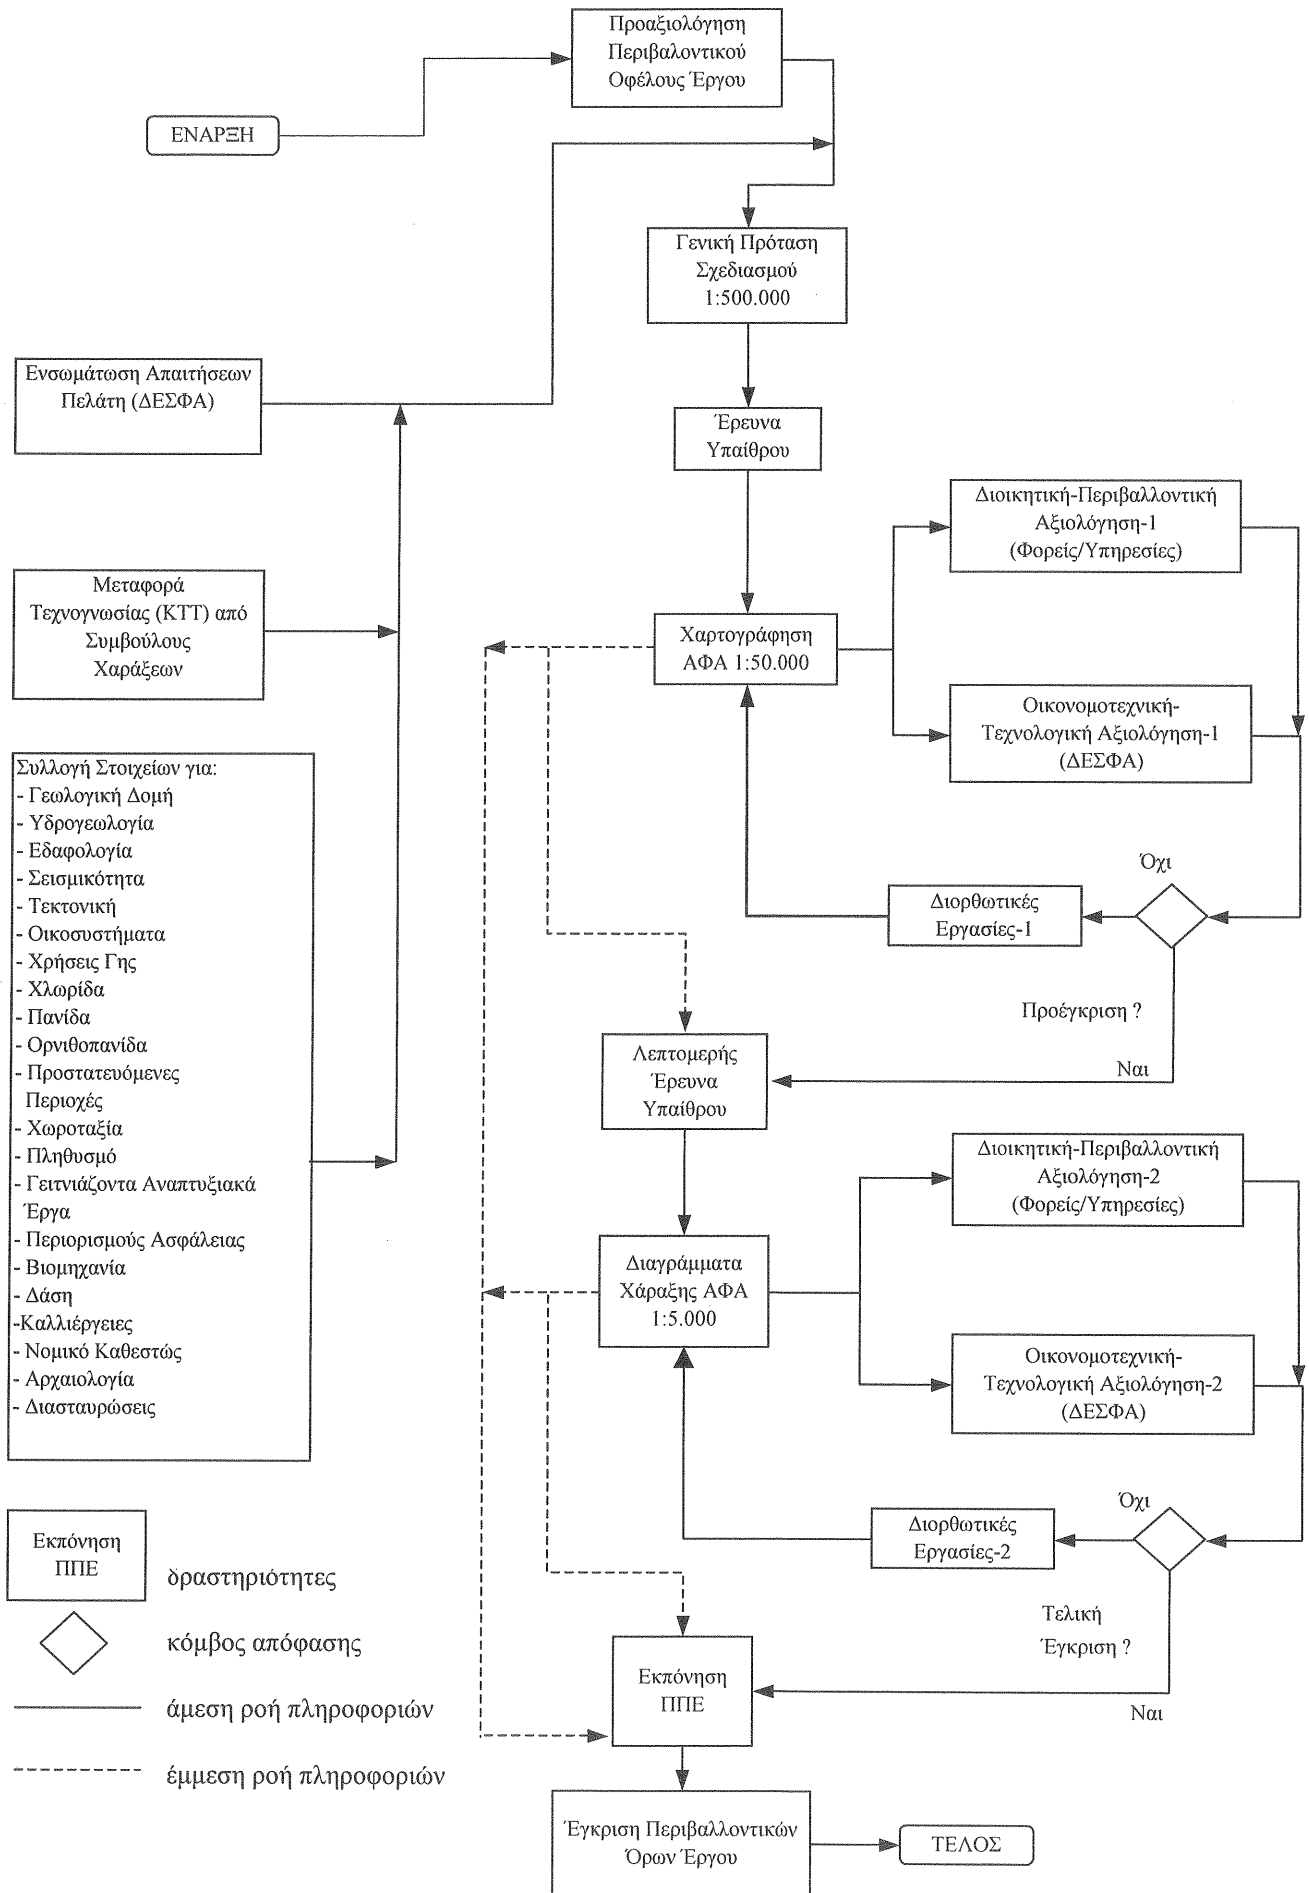 Προαξιολόγηση
Περιβαλοντικού
Οφέλους Έργου
ΕΝΑΡΞΗ
Γενική Πρόταση
Σχεδιασμού
1:500.000
Ενσωμάτωση Απαιτήσεων
Πελάτη (ΔΕΣΦΑ)
Έρευνα
Υπαίθρου
Διοικητική-Περιβαλλοντική
Αξιολόγηση-1
(Φορείς/Υπηρεσίες)
Μεταφορά
Τεχνογνωσίας (ΚΤΤ) από
Συμβούλους
Χαράξεων
Χαρτογράφηση
ΑΦΑ 1:50.000
Οικονομοτεχνική-
Τεχνολογική Αξιολόγηση-1
(ΔΕΣΦΑ)
Συλλογή Στοιχείων για:
- Γεωλογική Δομή
- Υδρογεωλογία
- Εδαφολογία
- Σεισμικότητα
- Τεκτονική
- Οικοσυστήματα
- Χρήσεις Γης
- Χλωρίδα
- Πανίδα
- Ορνιθοπανίδα
- Προστατευόμενες
Περιοχές
- Χωροταξία
- Πληθυσμό
- Γειτνιάζοντα Αναπτυξιακά
Έργα
- Περιορισμούς Ασφάλειας
- Βιομηχανία
- Δάση
-Καλλιέργειες
- Νομικό Καθεστώς
- Αρχαιολογία
- Διασταυρώσεις
Όχι
Διορθωτικές
Εργασίες-1
Προέγκριση ?
Ναι
Λεπτομερής
Έρευνα
Υπαίθρου
Διοικητική-Περιβαλλοντική
Αξιολόγηση-2
(Φορείς/Υπηρεσίες)
Διαγράμματα
Χάραξης ΑΦΑ
1:5.000
Οικονομοτεχνική-
Τεχνολογική Αξιολόγηση-2
(ΔΕΣΦΑ)
Όχι
Διορθωτικές
Εργασίες-2
Τελική
Έγκριση ?
Ναι
Εκπόνηση
ΠΠΕ
Έγκριση Περιβαλλοντικών
Όρων Έργου
ΤΕΛΟΣ
Εκπόνηση
ΠΠΕ
δραστηριότητες
κόμβος απόφασης
άμεση ροή πληροφοριών
έμμεση ροή πληροφοριών